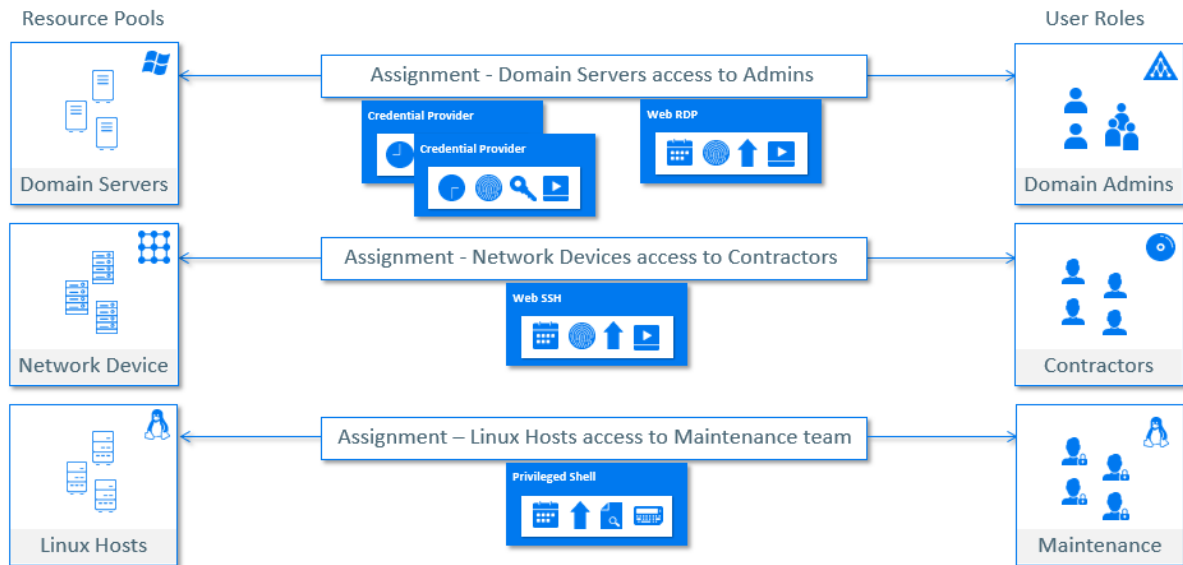 Resource Pools
User Roles
Assignment - Domain Servers access to Admins
Credential Provider
Web RDP
Credential Provider
Domain Servers
Domain Admins
Assignment - Network Devices access to Contractors
Web SSH
Network Device
Contractors
Assignment – Linux Hosts access to Maintenance team
Privileged Shell
Linux Hosts
Maintenance